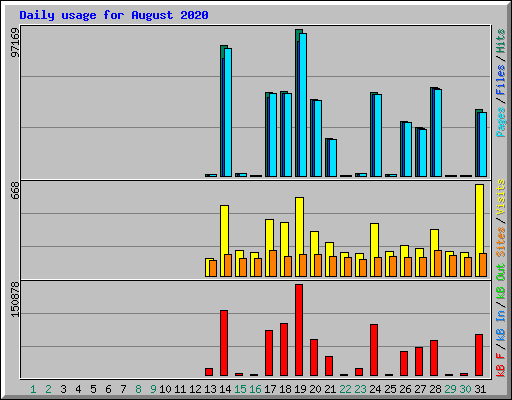 Daily usage for August 2020
97169
668
150878
Pages / Files / Hits
Sites / Visits
kB F / kB In / kB Out
1 2 3 4 5 6 7 8 9 10 11 12 13 14 15 16 17 18 19 20 21 22 23 24 25 26 27 28 29 30 31